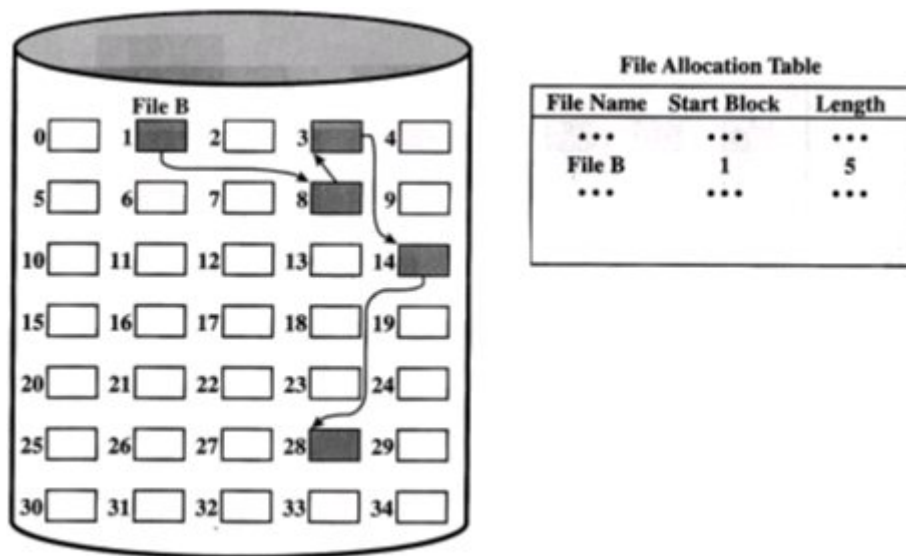 File Allocation Table
File Name Start Block Length
••• ••• •••
File B 1 5
••• ••• •••
File B
0 1 2 3 4
5 6 7 8 9
10 11 12 13 14
15 16 17 18 19
20 21 22 23 24
25 26 27 28 29
30 31 32 33 34